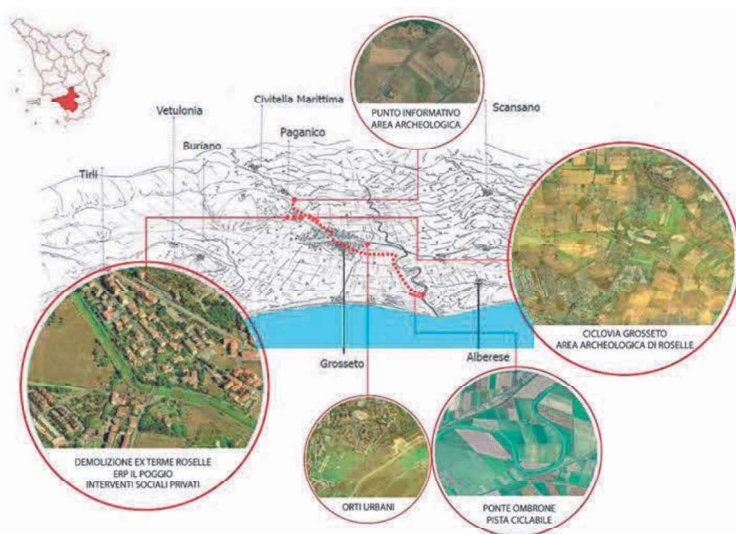 PUNTO INFORMATIVO
AREA ARCHEOLOGICA
Civitella Marittima
Scansano
Vetulonia
Paganico
Buriano
Tirli
CICLOVIA GROSSETO
AREA ARCHEOLOGICA DI ROSELLE
Grosseto
Alberese
DEMOLIZIONE EX TERME ROSELLE
ERP IL POGGIO
INTERVENTI SOCIALI PRIVATI
ORTI URBANI
PONTE OMBRONE
PISTA CICLABILE